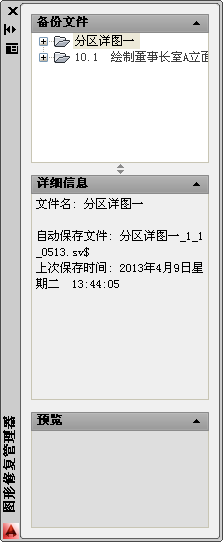 备份文件
分区详图一
10.1 绘制董事长室A立面
详细信息
文件名: 分区详图一
自动保存文件: 分区详图一_1_1
_0513.sv$
上次保存时间: 2013年4月9日星
期二 13:44:05
预览
图形修复管理器